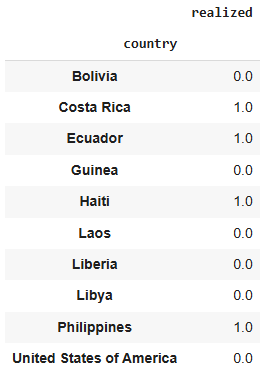 realized
country
Bolivia 0.0
Costa Rica 1.0
Ecuador 1.0
Guinea 0.0
Haiti 1.0
Laos 0.0
Liberia 0.0
Libya 0.0
Philippines 1.0
United States of America 0.0